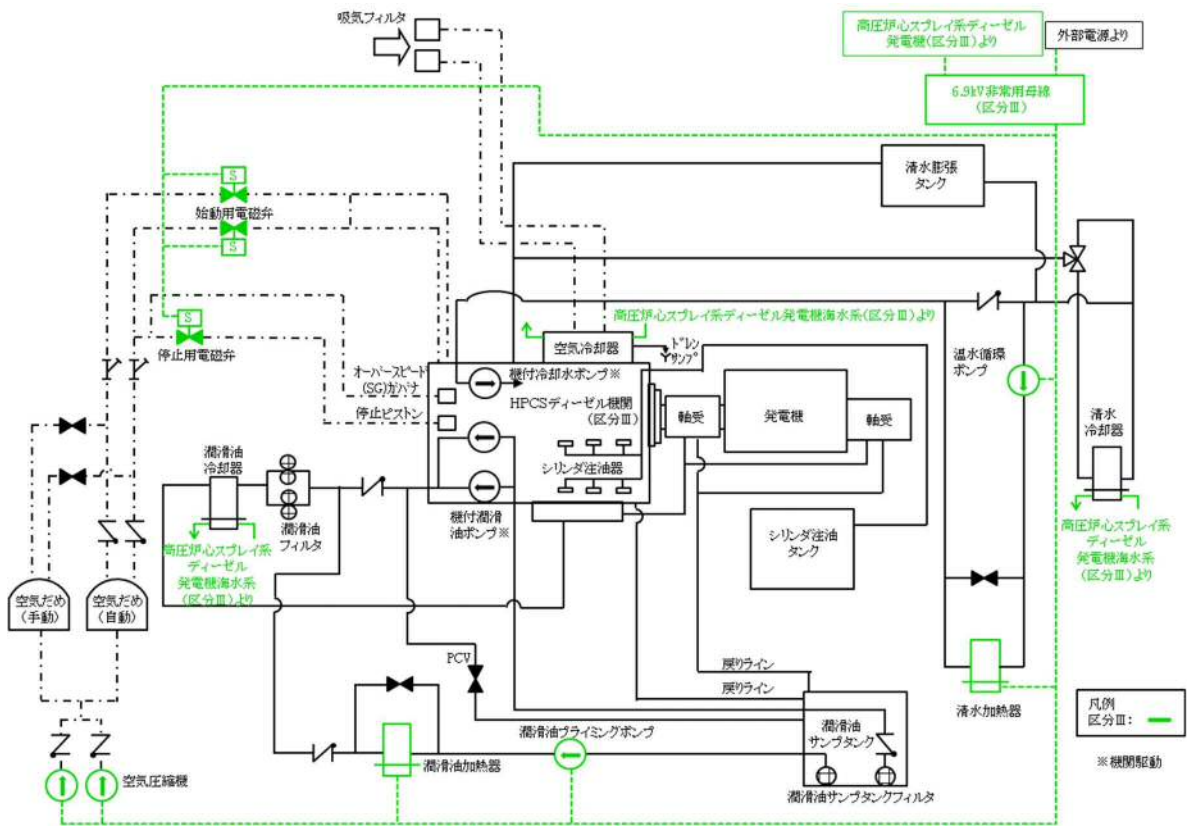 吸気フィルタ
高圧炉心スプレイ系ディーゼル
発電機(区分Ⅲ)より
外部電源より
6.9kV非常用母線
(区分Ⅲ)
清水膨張
タンク
S
始動用電磁弁
S
S
停止用電磁弁
高圧炉心スプレイ系ディーゼル発電機海水系(区分Ⅲ)より
空気冷却器
ドレン
サンプ
温水循環
ポンプ
オーバースピード
(SG)ガバナ
停止ピストン
機付冷却水ポンプ※
HPCSディーゼル機関
(区分Ⅲ)
軸受
発電機
軸受
清水
冷却器
シリンダ注油器
潤滑油
冷却器
潤滑油
フィルタ
機付潤滑
油ポンプ※
シリンダ注油
タンク
高圧炉心スプレイ系
ディーゼル
発電機海水系
(区分Ⅲ)より
高圧炉心スプレイ系
ディーゼル
発電機海水系
(区分Ⅲ)より
空気だめ
(手動)
空気だめ
(自動)
PCV
戻りライン
戻りライン
清水加熱器
凡例
区分Ⅲ:
※機関駆動
潤滑油プライミングポンプ
潤滑油
サンプタンク
潤滑油加熱器
空気圧縮機
潤滑油サンプタンクフィルタ